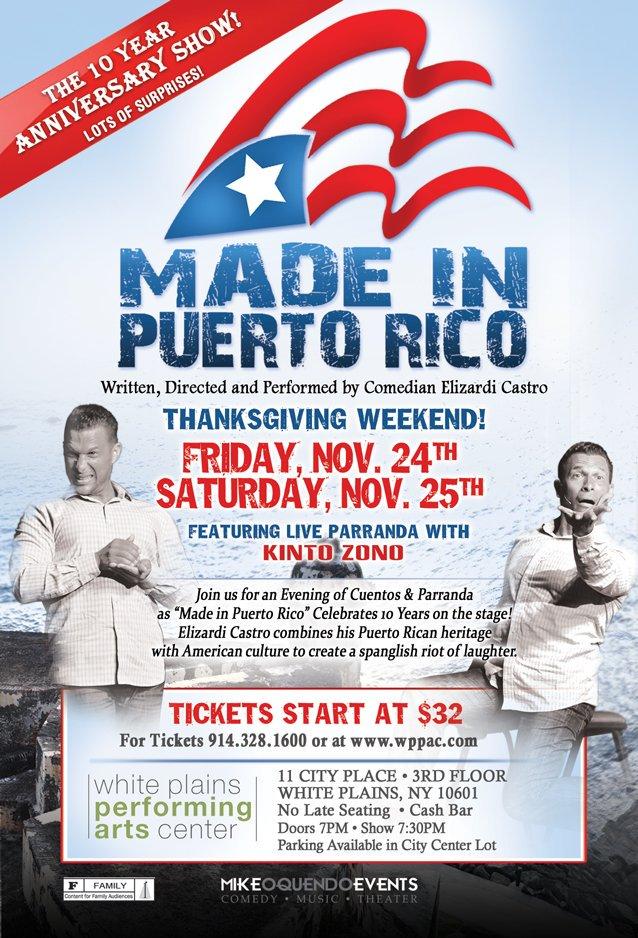 THE 10 YEAR
ANNIVERSARY SHOW!
LOTS OF SURPRISES!
MADE IN
PUERTO RICO
Written, Directed and Performed by Comedian Elizardi Castro
THANKSGIVING WEEKEND!
FRIDAY, NOV. 24TH
SATURDAY, NOV. 25TH
FEATURING LIVE PARRANDA WITH
KINTO ZONO
Join us for an Evening of Cuentos & Parranda
as "Made in Puerto Rico" Celebrates 10 Years on the stage!
Elizardi Castro combines his Puerto Rican heritage
with American culture to create a spanglish riot of laughter.
TICKETS START AT $32
For Tickets 914.328.1600 or at www.wppac.com
white plains
performing
arts center
11 CITY PLACE • 3RD FLOOR
WHITE PLAINS, NY 10601
No Late Seating • Cash Bar
Doors 7PM • Show 7:30PM
Parking Available in City Center Lot
F FAMILY
Content for Family Audiences
MIKEOQUENDOEVENTS
COMEDY • MUSIC • THEATER